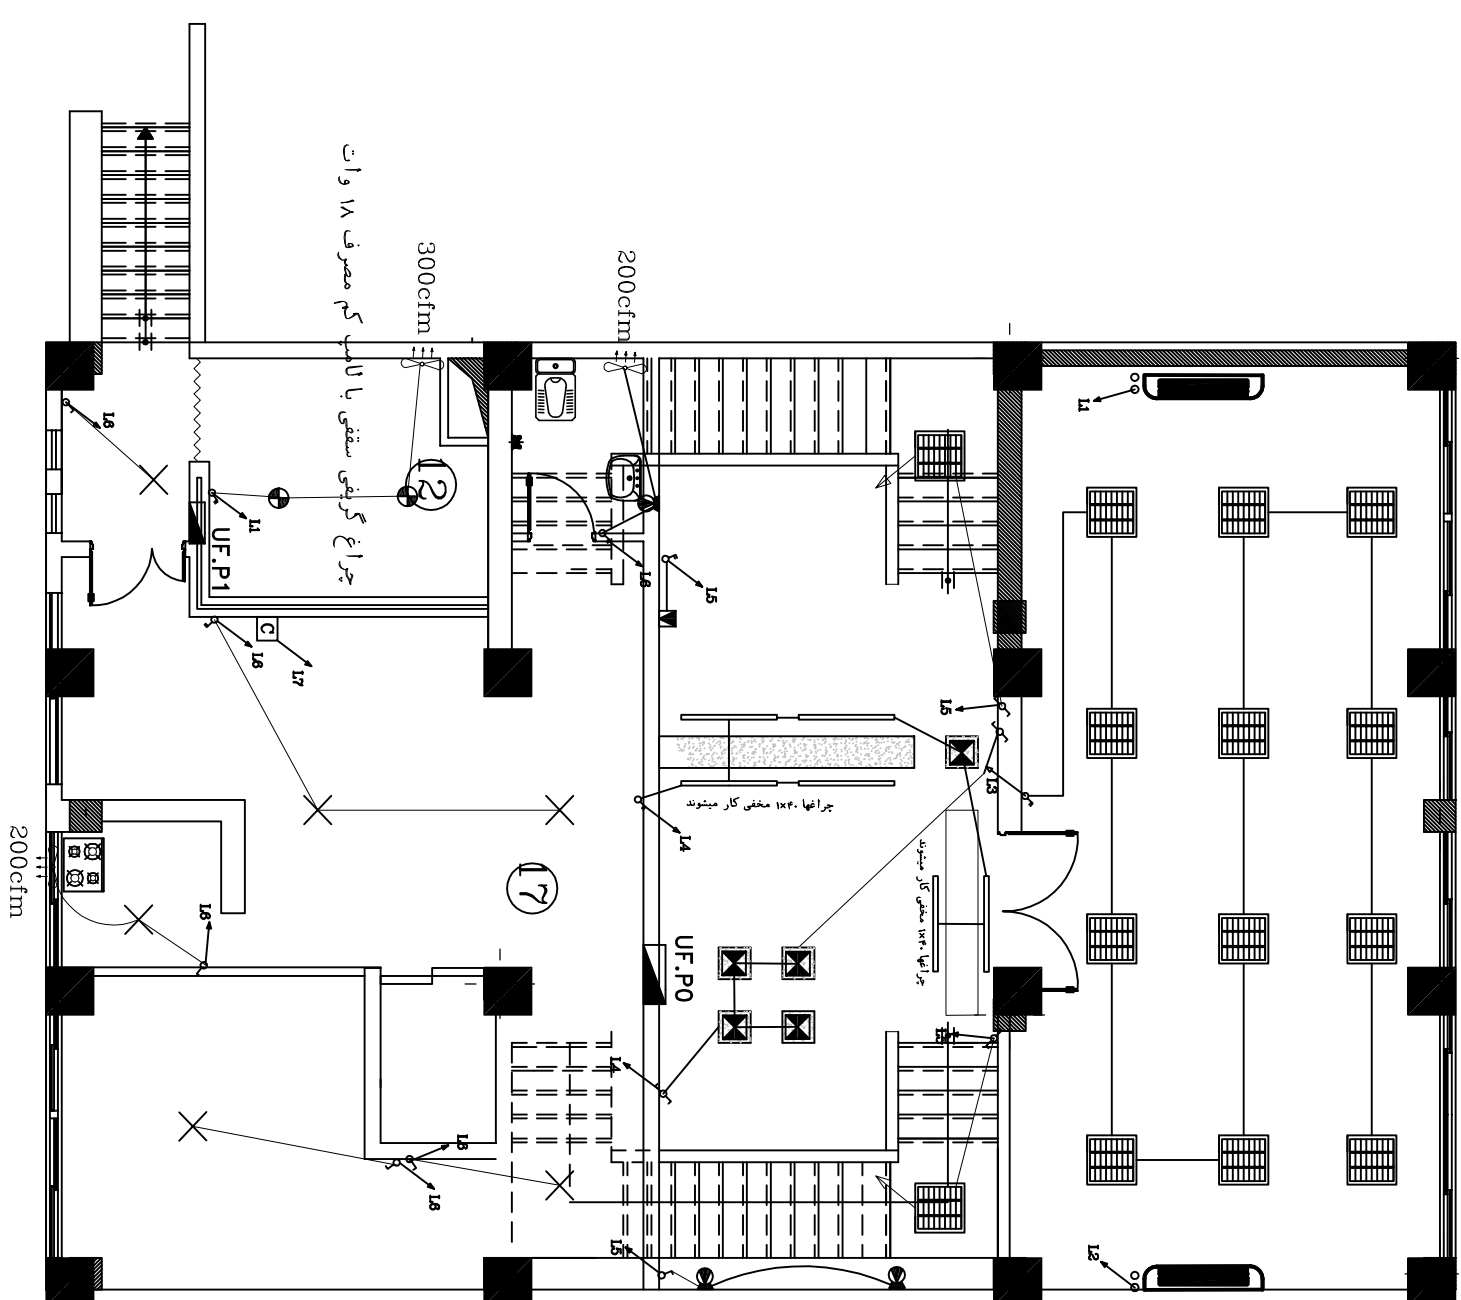 چراغ گریفی سقفی با لامپ کم مصرف ۱۸ وات
300cfm
200cfm
L1
L8
12
L1
UF.P1
L6
L5
L6
C
L7
L5
L3
چراغها ۱x۴۰ مخفی کار میشوند
L4
چراغها ۱x۴۰ مخفی کار میشوند
200cfm
17
L6
UF.P0
L4
L8
L8
L5
L2